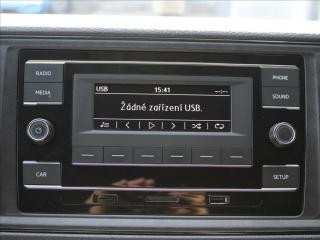 RADIO
MEDIA
CAR
USB 15:41 --:--
Žádné zařízení USB.
PHONE
SOUND
SETUP